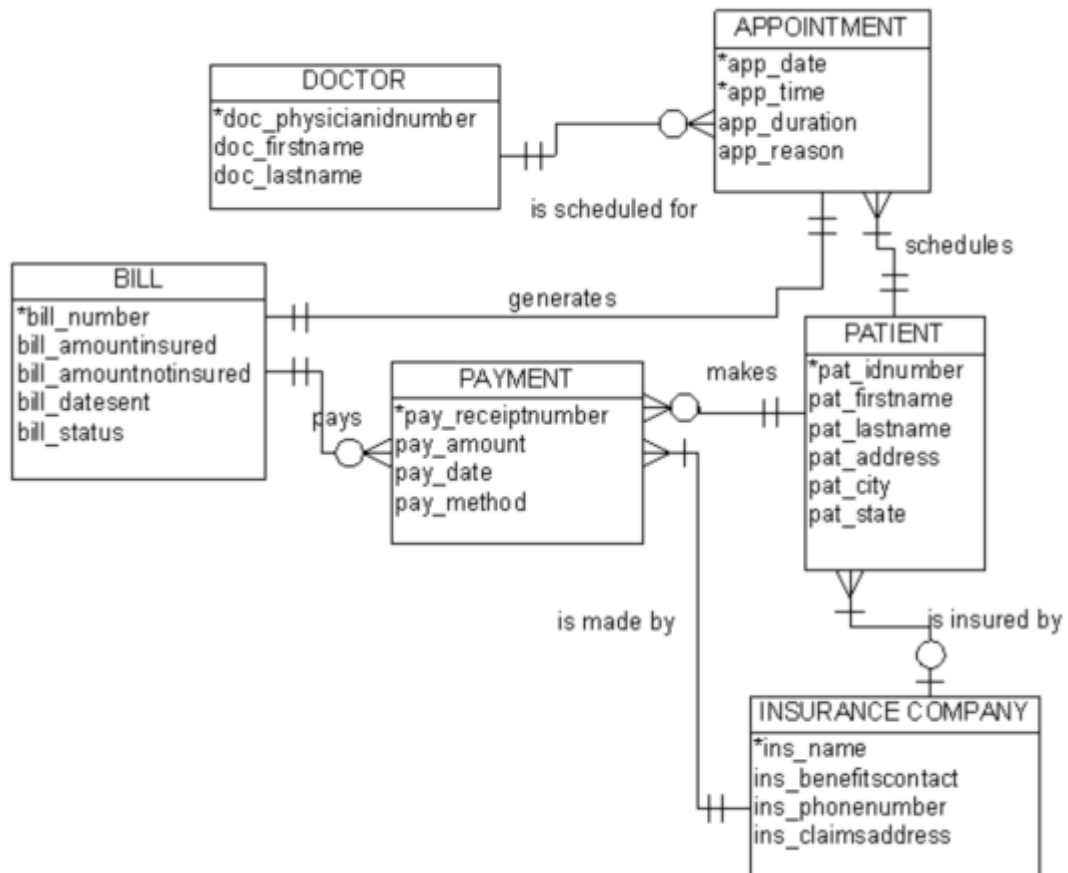 APPOINTMENT
*app_date
*app_time
app_duration
app_reason
DOCTOR
*doc_physicianidnumber
doc_firstname
doc_lastname
is scheduled for
schedules
BILL
*bill_number
bill_amountinsured
bill_amountnotinsured
bill_datesent
bill_status
generates
PATIENT
*pat_idnumber
pat_firstname
pat_lastname
pat_address
pat_city
pat_state
makes
PAYMENT
*pay_receiptnumber
pay_amount
pay_date
pay_method
pays
is made by
is insured by
INSURANCE COMPANY
*ins_name
ins_benefitscontact
ins_phonenumber
ins_claimsaddress